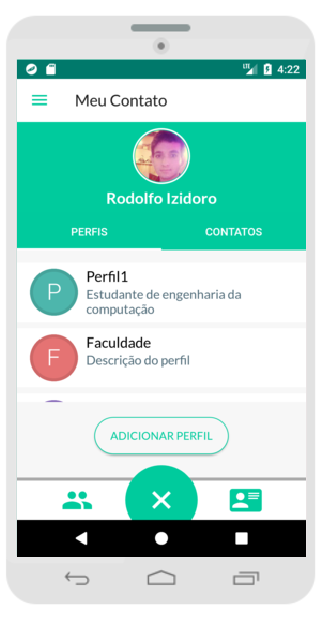 LTE 4:22
Meu Contato
Rodolfo Izidoro
PERFIS CONTATOS
P
Perfil1
Estudante de engenharia da
computação
F
Faculdade
Descrição do perfil
ADICIONAR PERFIL